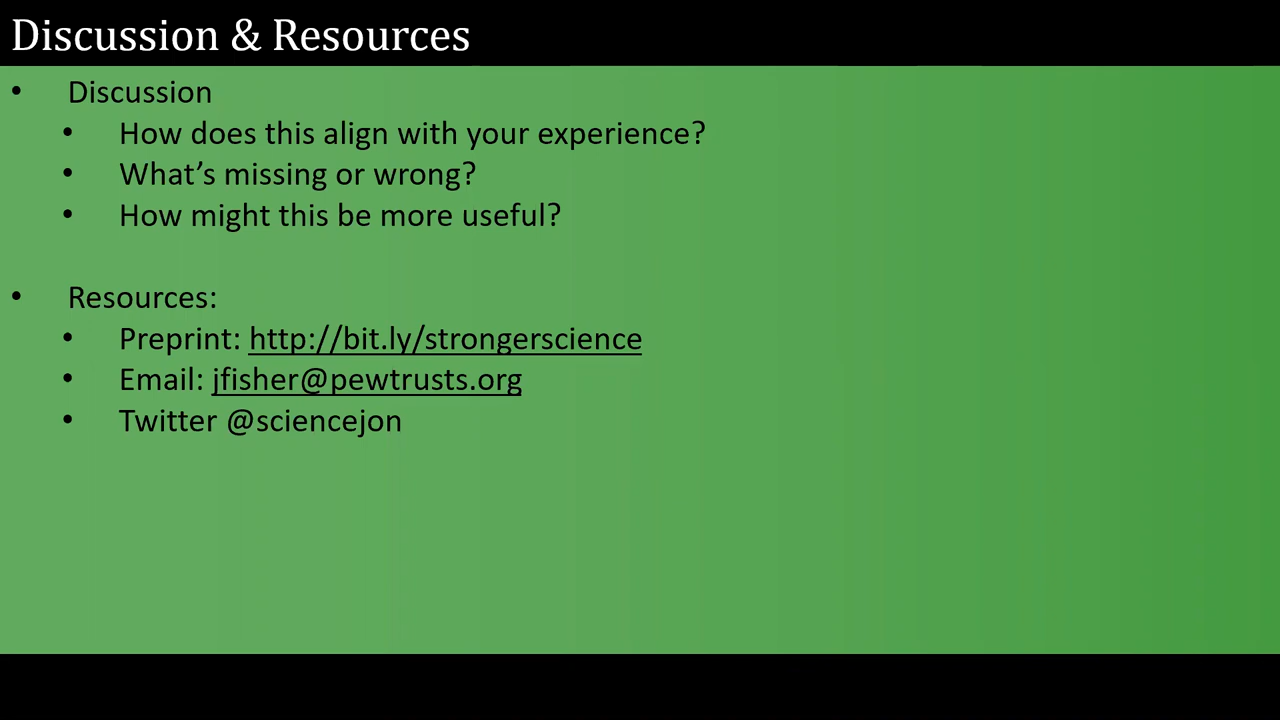 Discussion & Resources
• Discussion
• How does this align with your experience?
• What’s missing or wrong?
• How might this be more useful?
• Resources:
• Preprint: http://bit.ly/strongerscience
• Email: jfisher@pewtrusts.org
• Twitter @sciencejon